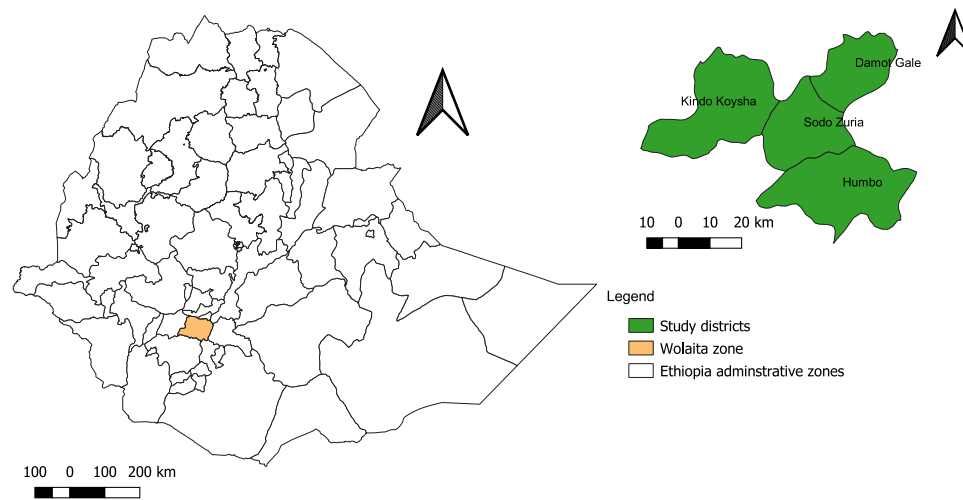 Damot Gale
Kindo Koysha
Sodo Zuria
Humbo
10 0 10 20 km
Legend
Study districts
Wolaita zone
Ethiopia adminstrative zones
100 0 100 200 km